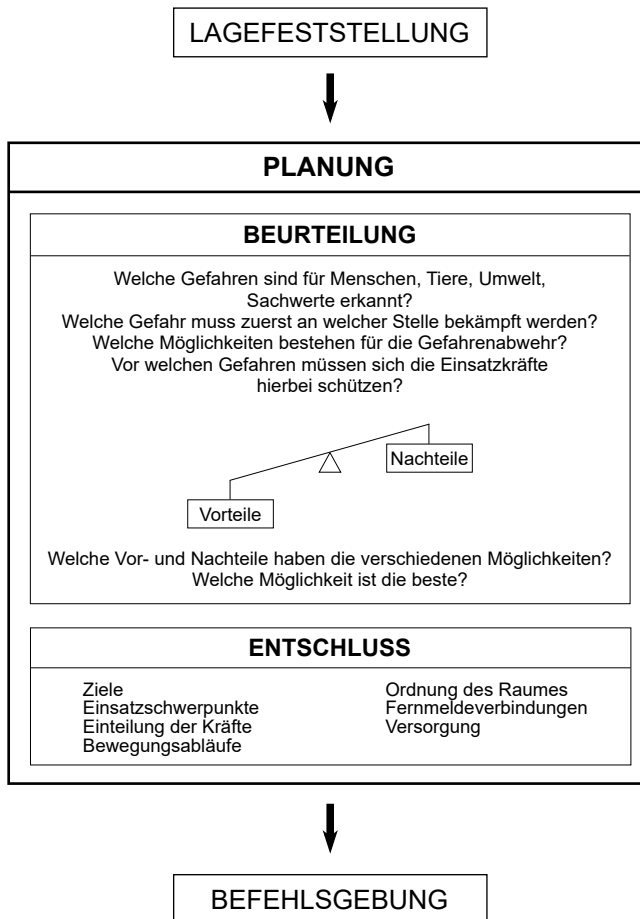 LAGEFESTSTELLUNG
PLANUNG
BEURTEILUNG
Welche Gefahren sind für Menschen, Tiere, Umwelt,
Sachwerte erkannt?
Welche Gefahr muss zuerst an welcher Stelle bekämpft werden?
Welche Möglichkeiten bestehen für die Gefahrenabwehr?
Vor welchen Gefahren müssen sich die Einsatzkräfte
hierbei schützen?
Nachteile
Vorteile
Welche Vor- und Nachteile haben die verschiedenen Möglichkeiten?
Welche Möglichkeit ist die beste?
ENTSCHLUSS
Ziele
Einsatzschwerpunkte
Einteilung der Kräfte
Bewegungsabläufe
Ordnung des Raumes
Fernmeldeverbindungen
Versorgung
BEFEHLSGEBUNG